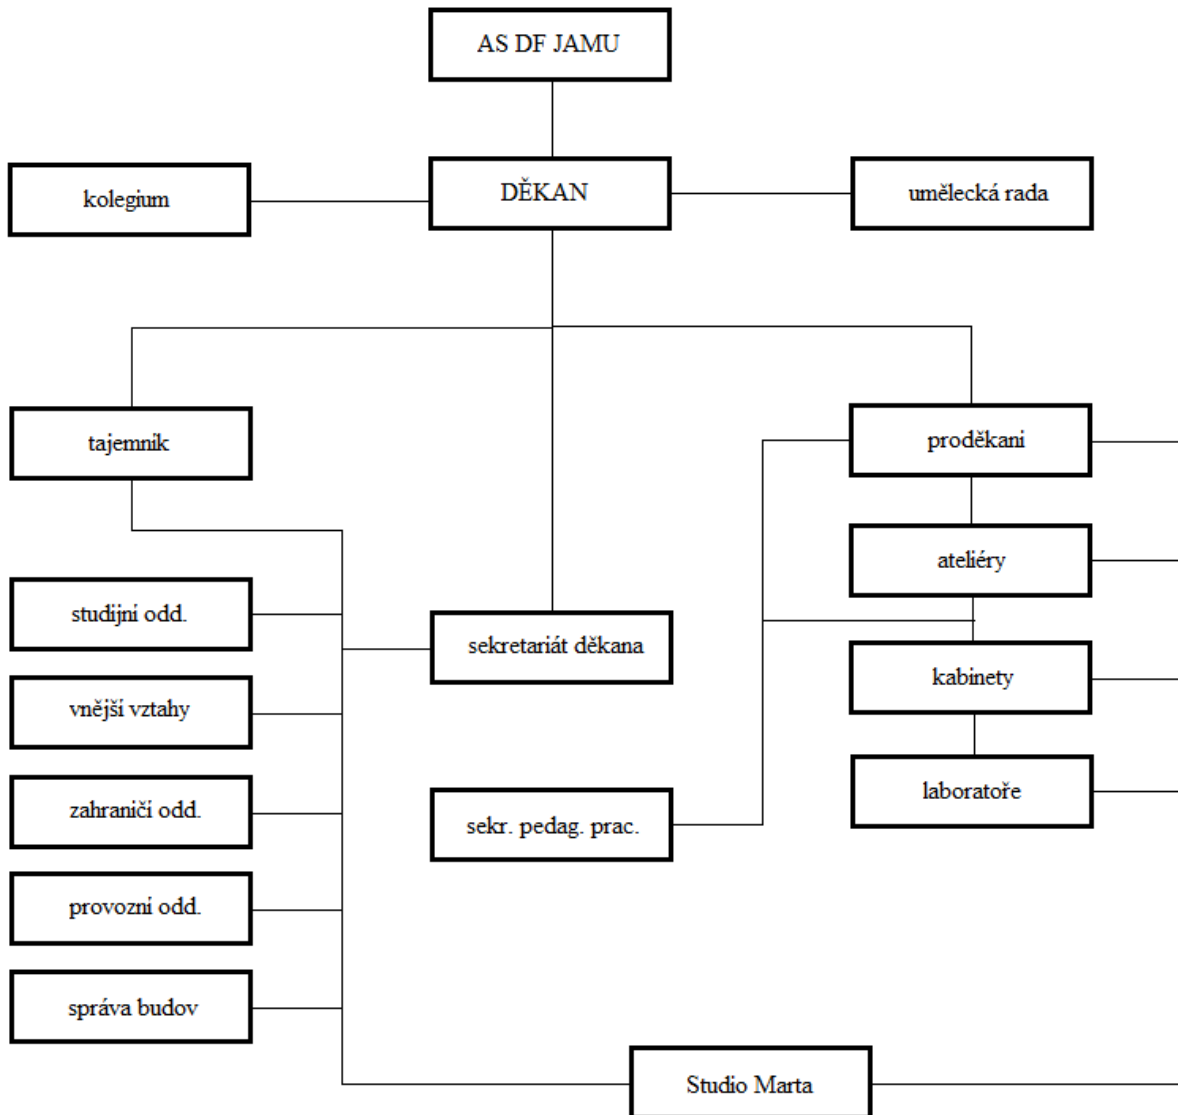 AS DF JAMU
kolegium
DĚKAN
umělecká rada
tajemník
proděkani
ateliéry
studijní odd.
sekretariát děkana
kabinety
vnější vztahy
laboratoře
zahraničí odd.
sekr. pedag. prac.
provozní odd.
správa budov
Studio Marta